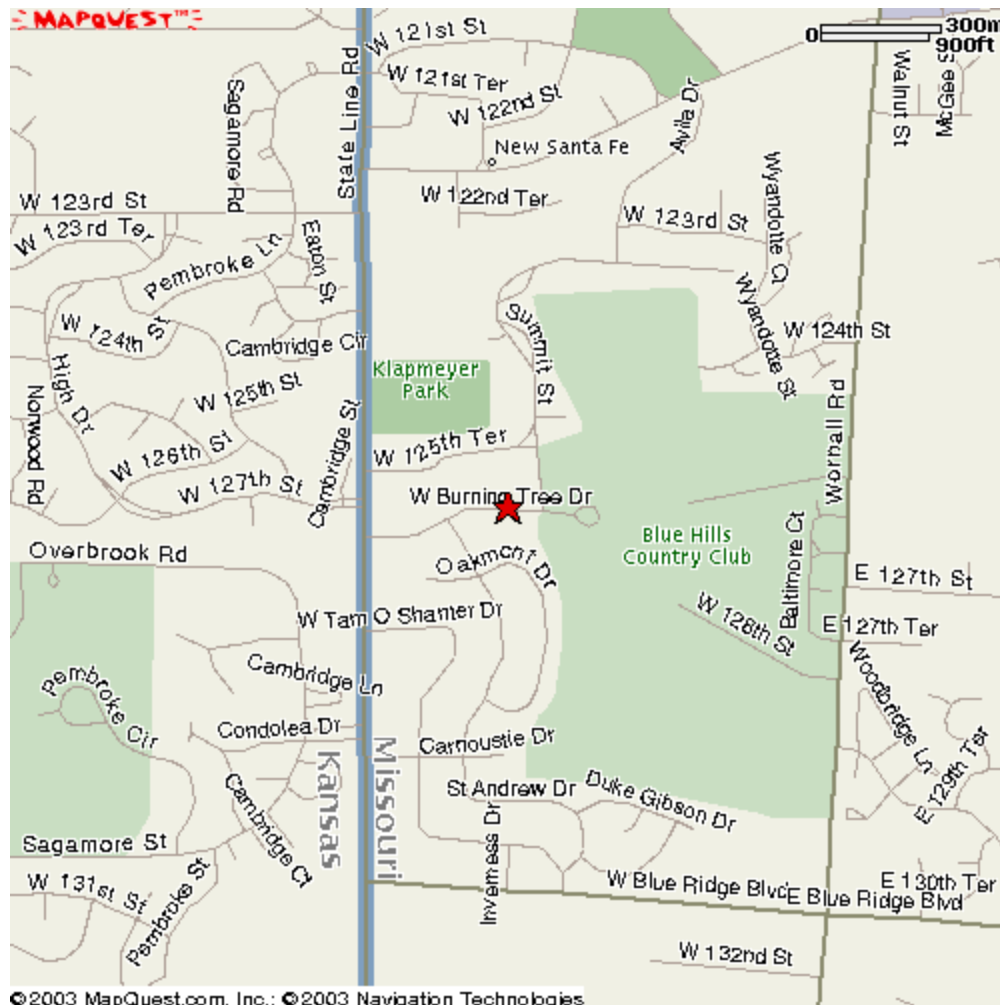 MAPQUEST™
0 300m
900ft
W 121st St
State Line Rd
W 121st Ter
W 122nd St
Sagamore Rd
Avila Dr
Walnut St
New Santa Fe
W 122nd Ter
W 123rd St
W 123rd St
W 123rd Ter
Wyandotte Ct
Eaton St
Pembroke Ln
Wyandotte St
Summit St
W 124th St
W 124th St
Cambridge Cir
High Dr
Klapmeyer
Park
W 125th St
Norwood Rd
Wornall Rd
W 125th Ter
W 126th St
Cambridge St
W 127th St
W Burning Tree Dr
Blue Hills
Country Club
Baltimore Ct
Overbrook Rd
Oakmont Dr
E 127th St
W Tam O Shanter Dr
W 128th St
E 127th Ter
Cambridge Ln
Woodbridge Ln
Pembroke Cir
Condolea Dr
Carnoustie Dr
E 129th Ter
Kansas
Missouri
St Andrew Dr
Duke Gibson Dr
Cambridge Ct
Inverness Dr
Sagamore St
W 131st St
Pembroke St
W Blue Ridge Blvd
E Blue Ridge Blvd
E 130th Ter
W 132nd St
©2003 MapQuest.com, Inc.; ©2003 Navigation Technologies